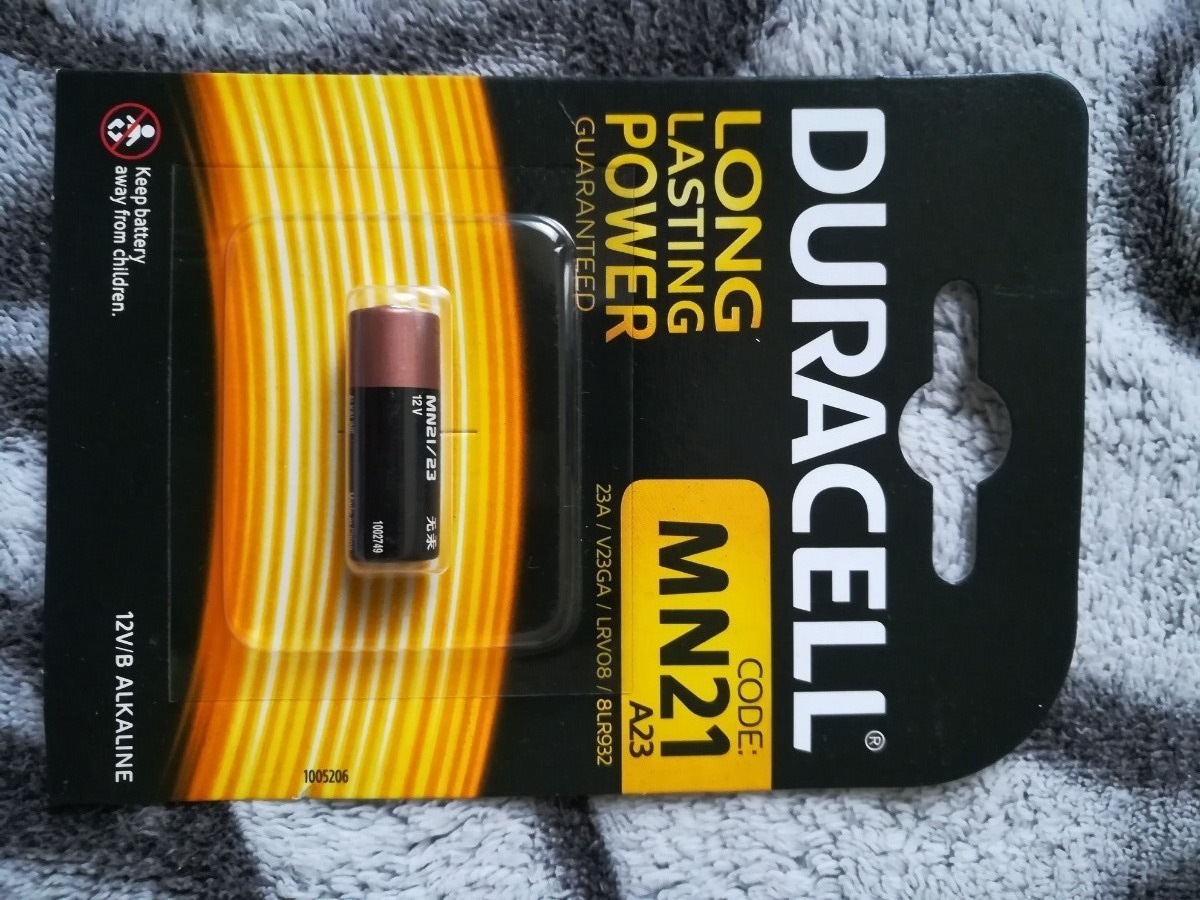 DURACELL®
LONG
LASTING
POWER
GUARANTEED
CODE:
MN21
A23
23A / V23GA / LRV08 / 8LR932
MN21/23 无汞
12V
1002749
1005206
Keep battery
away from children.
12V/B ALKALINE